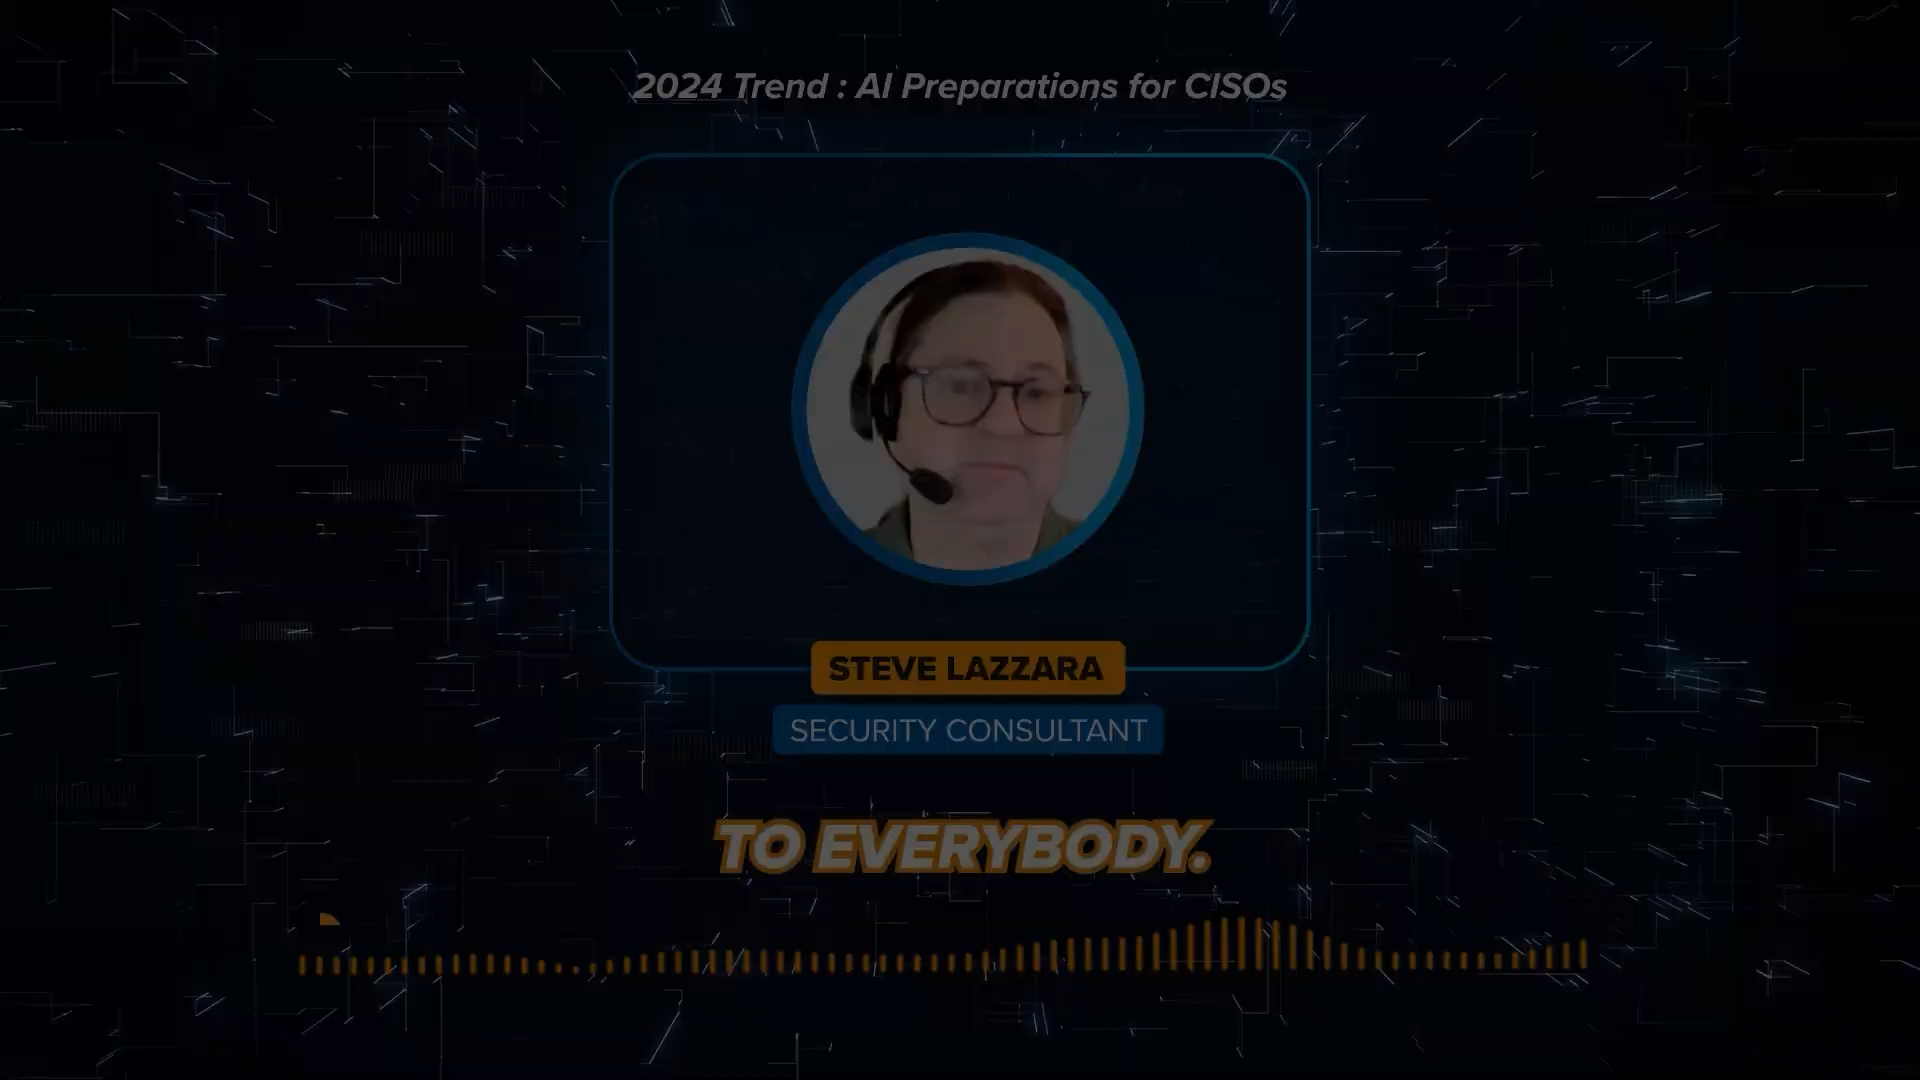 2024 Trend : AI Preparations for CISOs
STEVE LAZZARA
SECURITY CONSULTANT
TO EVERYBODY.